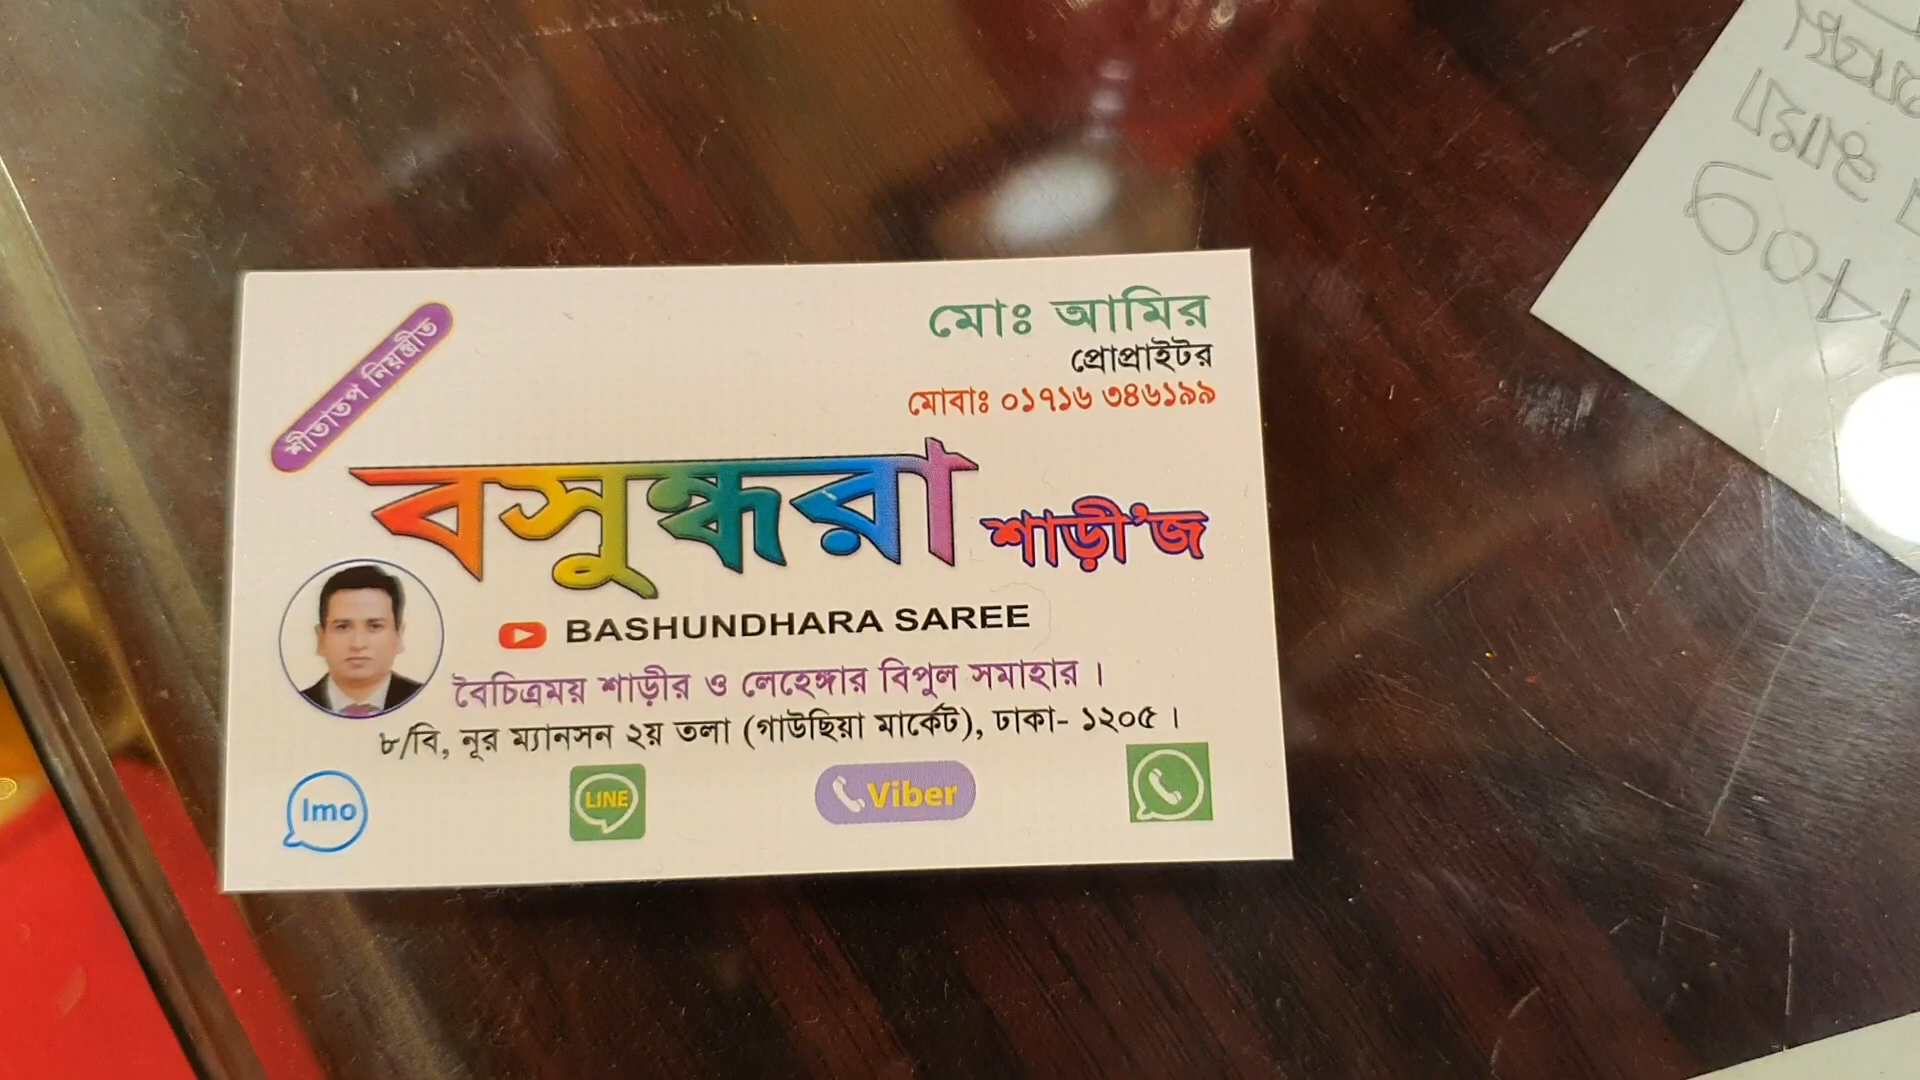 শীতাতপ নিয়ন্ত্রীত
মোঃ আমির
প্রোপ্রাইটর
মোবাঃ ০১৭১৬ ৩৪৬১৯৯
বসুন্ধরা শাড়ী'জ
BASHUNDHARA SAREE
বৈচিত্রময় শাড়ীর ও লেহেঙ্গার বিপুল সমাহার।
৮/বি, নূর ম্যানসন ২য় তলা (গাউছিয়া মার্কেট), ঢাকা- ১২০৫।
Imo
LINE
Viber